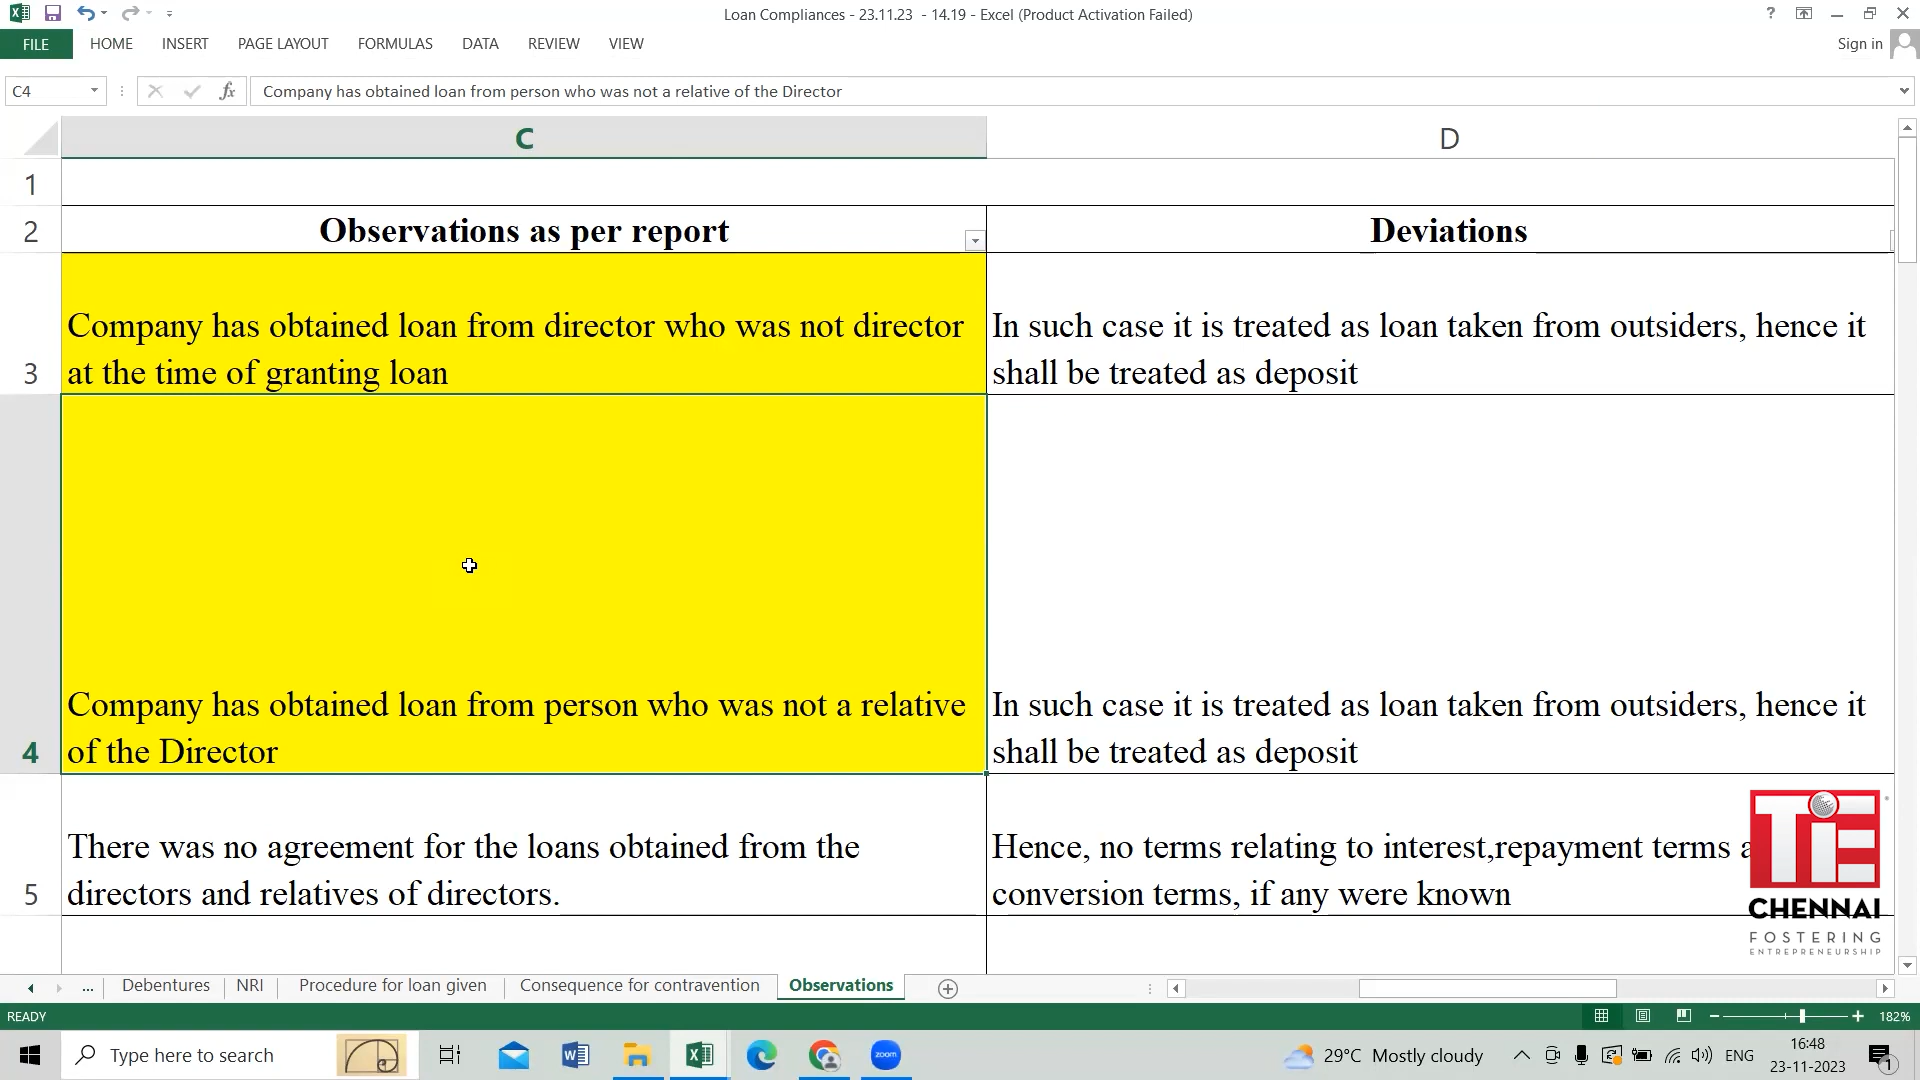 Loan Compliances - 23.11.23 - 14.19 - Excel (Product Activation Failed)
?
FILE HOME INSERT PAGE LAYOUT FORMULAS DATA REVIEW VIEW
Sign in
C4
fx
Company has obtained loan from person who was not a relative of the Director
C D
1
2 Observations as per report Deviations
Company has obtained loan from director who was not director In such case it is treated as loan taken from outsiders, hence it
3 at the time of granting loan shall be treated as deposit
Company has obtained loan from person who was not a relative In such case it is treated as loan taken from outsiders, hence it
4 of the Director shall be treated as deposit
There was no agreement for the loans obtained from the Hence, no terms relating to interest,repayment terms
5 directors and relatives of directors. conversion terms, if any were known
TiE
CHENNAI
FOSTERING
ENTREPRENEURSHIP
... Debentures NRI Procedure for loan given Consequence for contravention Observations
READY
182%
Type here to search
zoom
29°C Mostly cloudy
ENG
16:48
23-11-2023
1